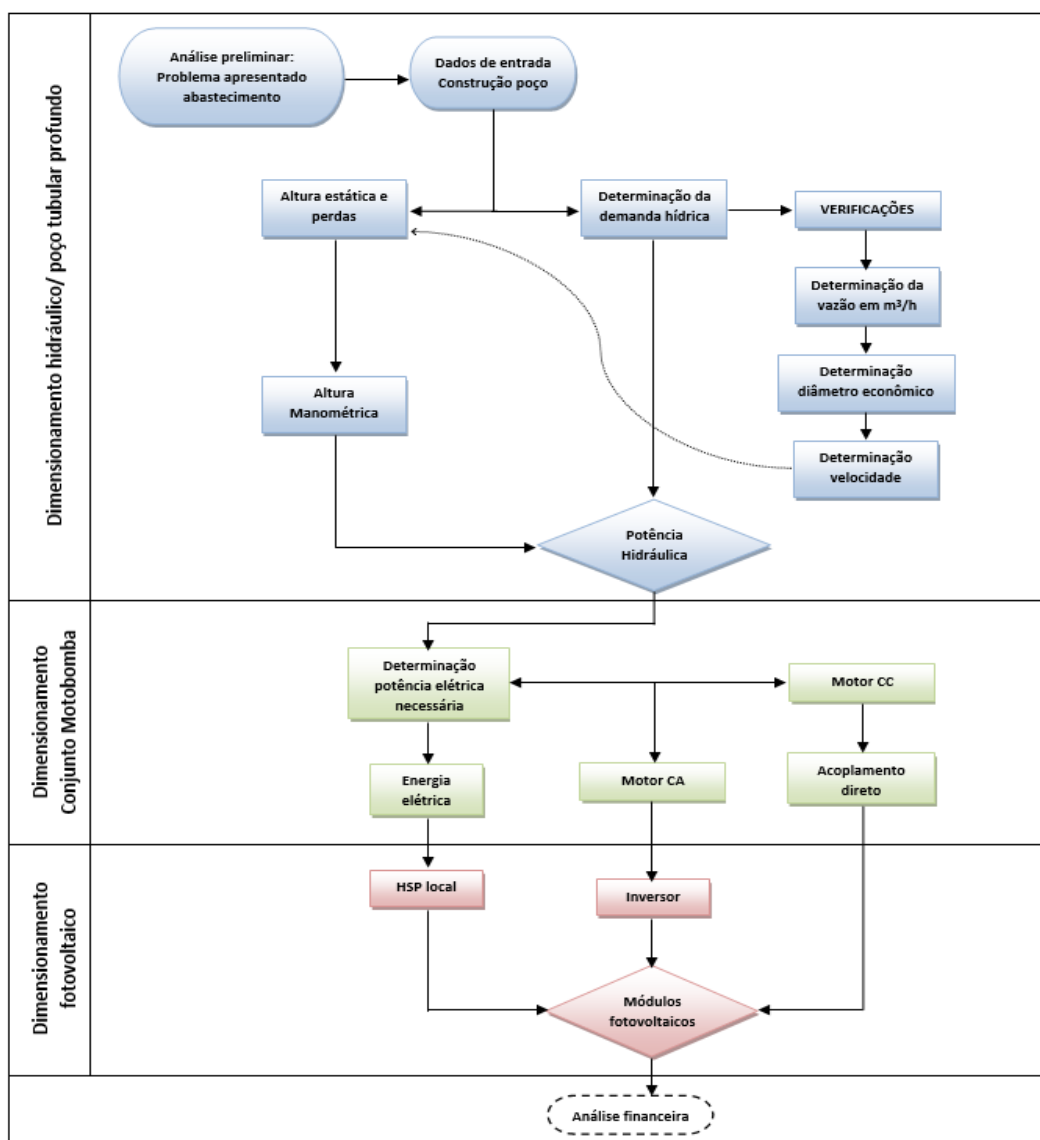 Dimensionamento hidráulico/ poço tubular profundo
Análise preliminar:
Problema apresentado
abastecimento
Dados de entrada
Construção poço
Altura estática e
perdas
Determinação da
demanda hídrica
VERIFICAÇÕES
Determinação da
vazão em m³/h
Determinação
diâmetro econômico
Altura
Manométrica
Determinação
velocidade
Potência
Hidráulica
Dimensionamento
Conjunto Motobomba
Determinação
potência elétrica
necessária
Motor CC
Energia
elétrica
Motor CA
Acoplamento
direto
Dimensionamento
fotovoltaico
HSP local
Inversor
Módulos
fotovoltaicos
Análise financeira